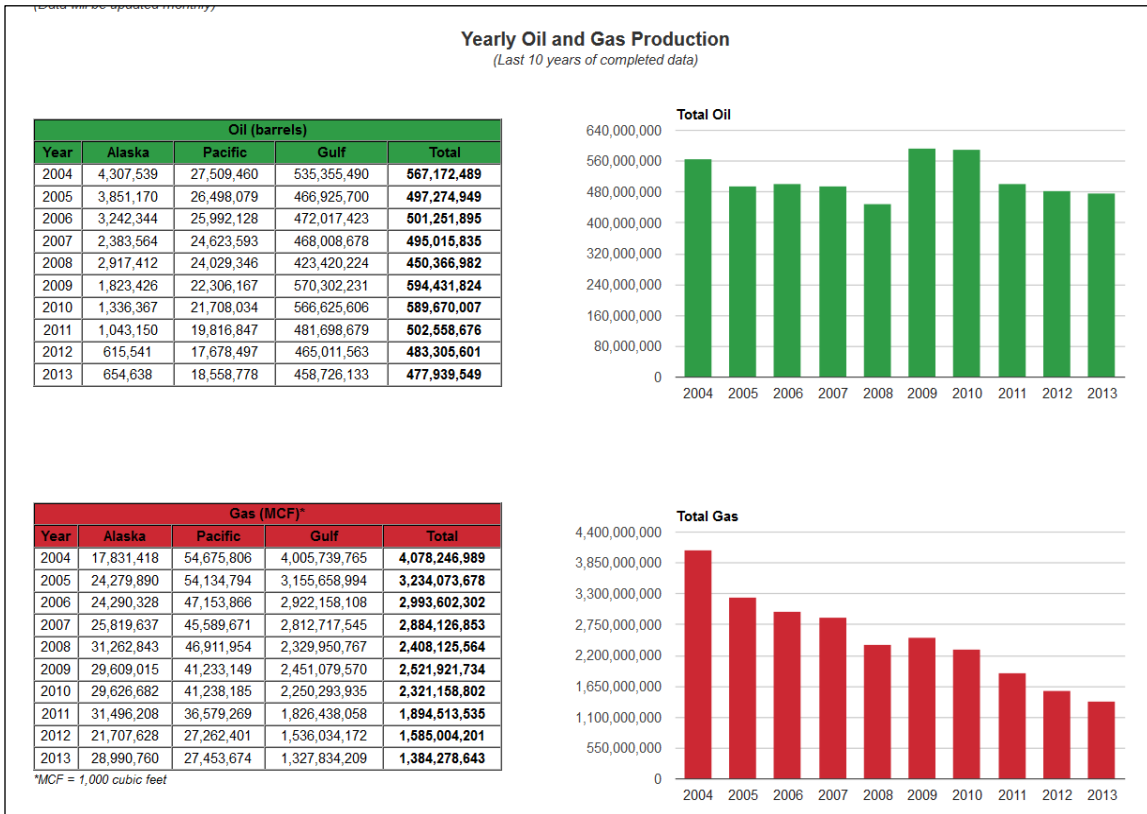 (Data will be updated monthly)
Yearly Oil and Gas Production
(Last 10 years of completed data)
Oil (barrels)
Year Alaska Pacific Gulf Total
2004 4,307,539 27,509,460 535,355,490 567,172,489
2005 3,851,170 26,498,079 466,925,700 497,274,949
2006 3,242,344 25,992,128 472,017,423 501,251,895
2007 2,383,564 24,623,593 468,008,678 495,015,835
2008 2,917,412 24,029,346 423,420,224 450,366,982
2009 1,823,426 22,306,167 570,302,231 594,431,824
2010 1,336,367 21,708,034 566,625,606 589,670,007
2011 1,043,150 19,816,847 481,698,679 502,558,676
2012 615,541 17,678,497 465,011,563 483,305,601
2013 654,638 18,558,778 458,726,133 477,939,549
Total Oil
640,000,000
560,000,000
480,000,000
400,000,000
320,000,000
240,000,000
160,000,000
80,000,000
0
2004 2005 2006 2007 2008 2009 2010 2011 2012 2013
Gas (MCF)*
Year Alaska Pacific Gulf Total
2004 17,831,418 54,675,806 4,005,739,765 4,078,246,989
2005 24,279,890 54,134,794 3,155,658,994 3,234,073,678
2006 24,290,328 47,153,866 2,922,158,108 2,993,602,302
2007 25,819,637 45,589,671 2,812,717,545 2,884,126,853
2008 31,262,843 46,911,954 2,329,950,767 2,408,125,564
2009 29,609,015 41,233,149 2,451,079,570 2,521,921,734
2010 29,626,682 41,238,185 2,250,293,935 2,321,158,802
2011 31,496,208 36,579,269 1,826,438,058 1,894,513,535
2012 21,707,628 27,262,401 1,536,034,172 1,585,004,201
2013 28,990,760 27,453,674 1,327,834,209 1,384,278,643
*MCF = 1,000 cubic feet
Total Gas
4,400,000,000
3,850,000,000
3,300,000,000
2,750,000,000
2,200,000,000
1,650,000,000
1,100,000,000
550,000,000
0
2004 2005 2006 2007 2008 2009 2010 2011 2012 2013